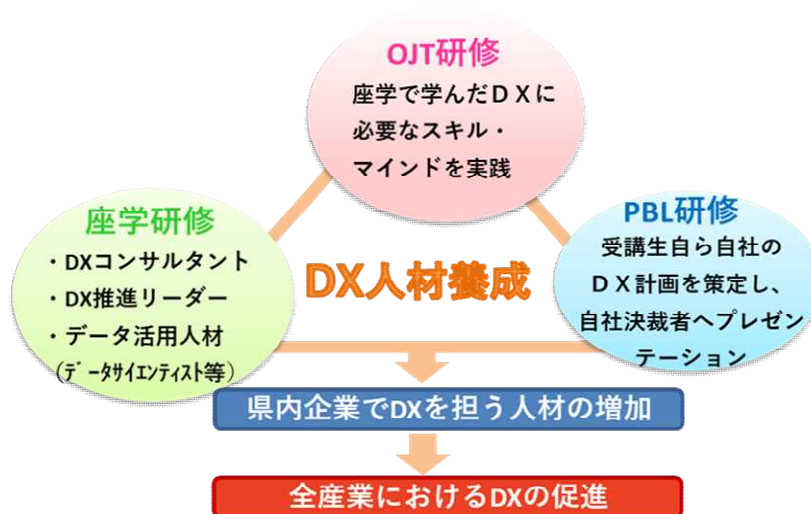 OJT研修
座学で学んだＤＸに
必要なスキル・
マインドを実践
座学研修
・DXコンサルタント
・DX推進リーダー
・データ活用人材
(ﾃﾞｰﾀｻｲｴﾝﾃｨｽﾄ等)
DX人材養成
PBL研修
受講生自ら自社の
ＤＸ計画を策定し、
自社決裁者へプレゼン
テーション
県内企業でDXを担う人材の増加
全産業におけるDXの促進